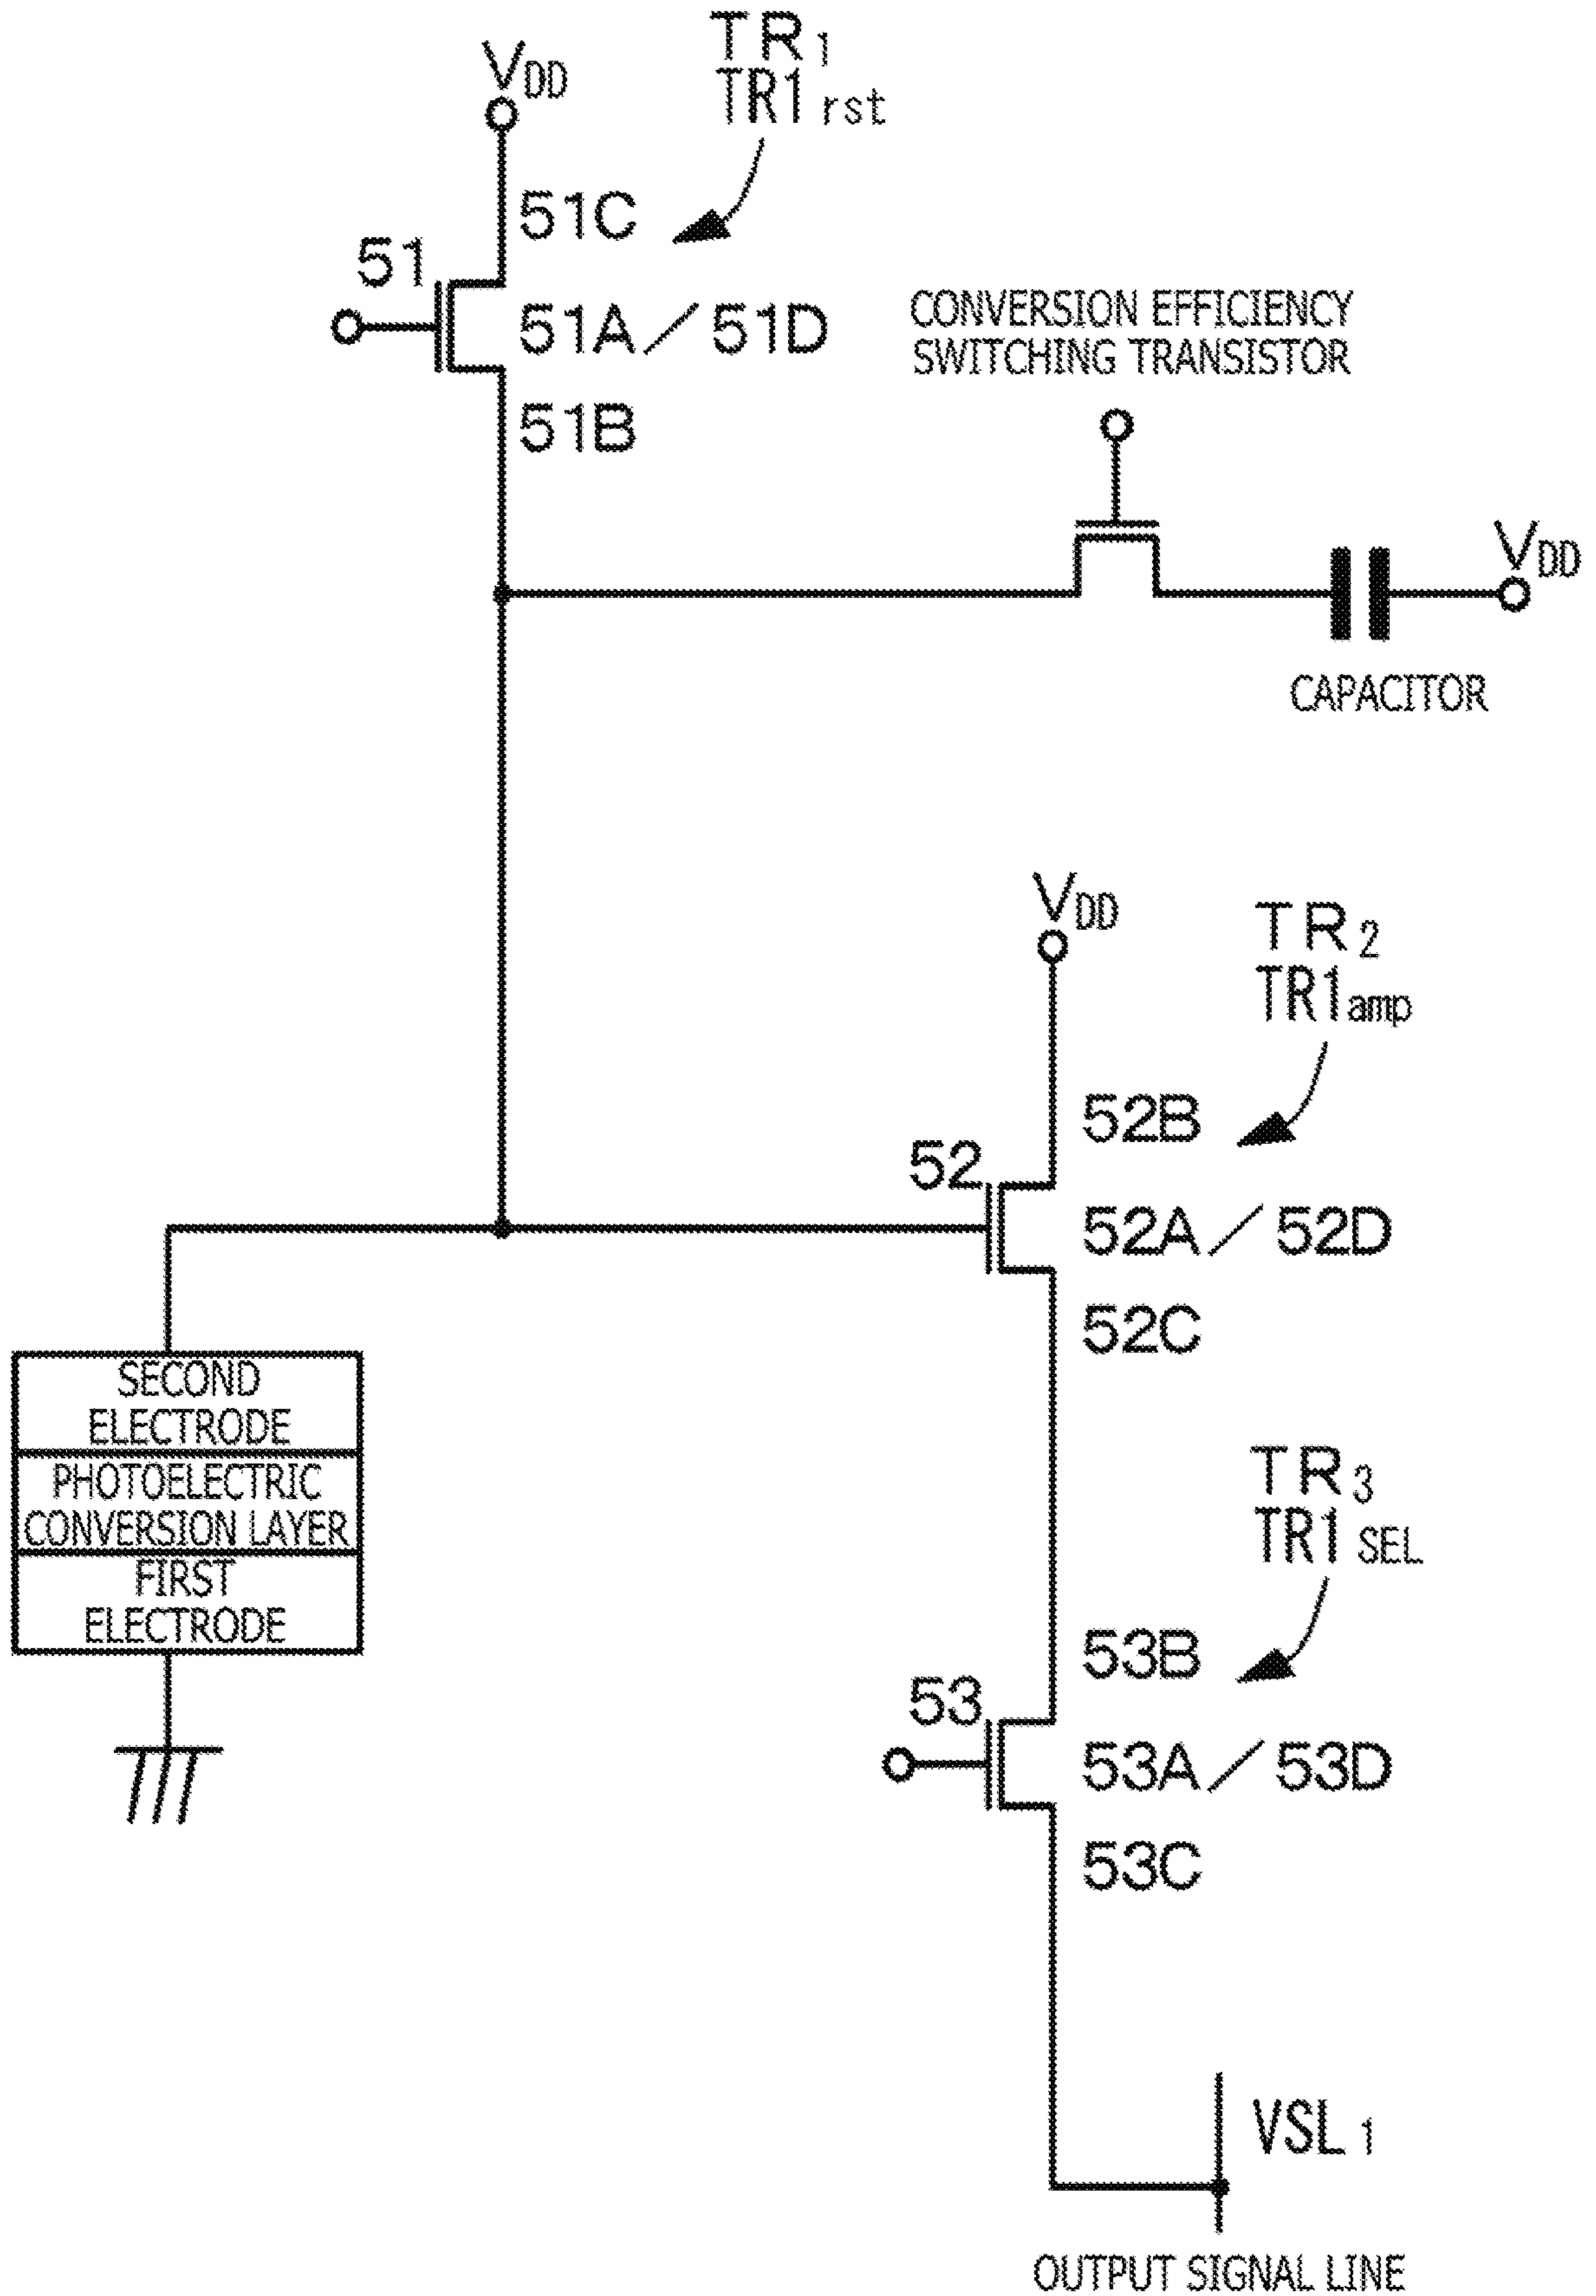 TR1
TR1rst
VDD
51C
51
51A/51D
51B
CONVERSION EFFICIENCY
SWITCHING TRANSISTOR
VDD
CAPACITOR
VDD
TR2
TR1amp
52B
52
52A/52D
52C
SECOND
ELECTRODE
PHOTOELECTRIC
CONVERSION LAYER
FIRST
ELECTRODE
TR3
TR1SEL
53B
53
53A/53D
53C
VSL1
OUTPUT SIGNAL LINE